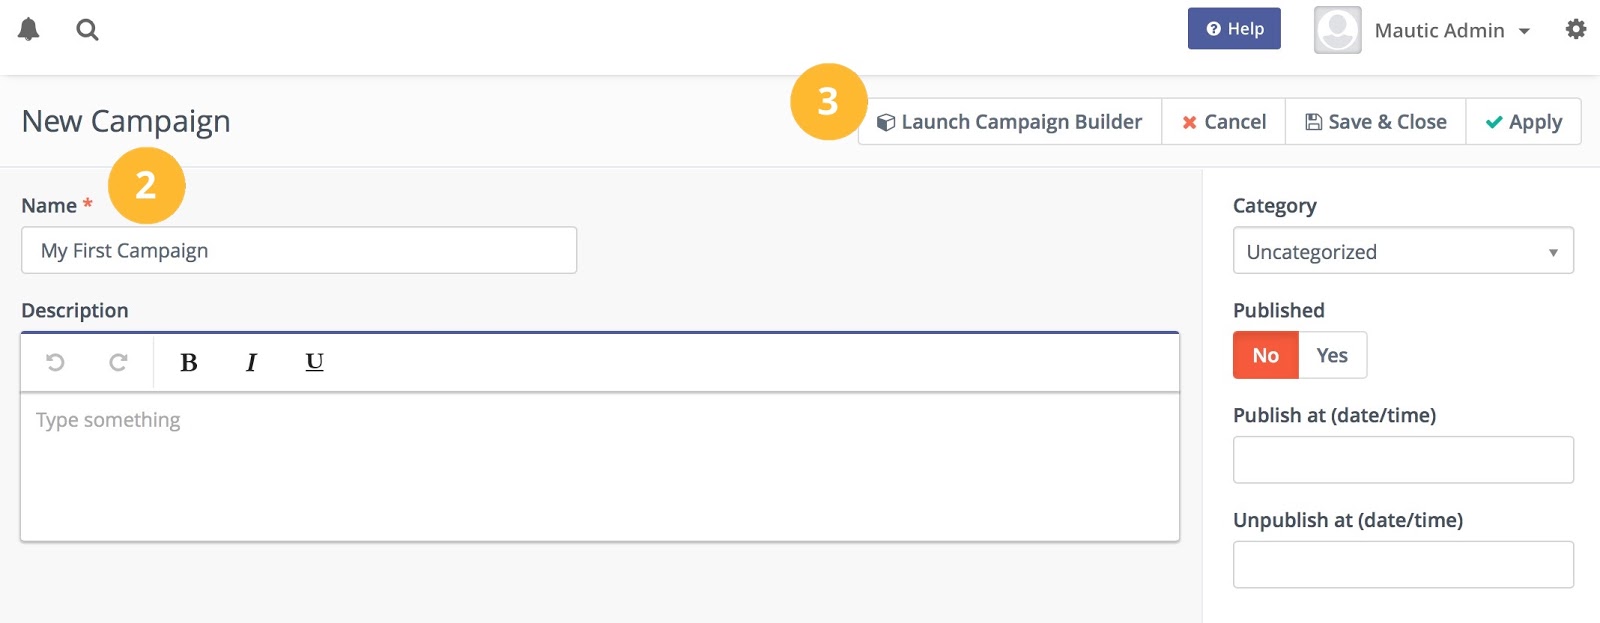 Help
Mautic Admin
New Campaign
3
Launch Campaign Builder
Cancel
Save & Close
Apply
2
Name *
My First Campaign
Description
B I U
Type something
Category
Uncategorized
Published
No
Yes
Publish at (date/time)
Unpublish at (date/time)